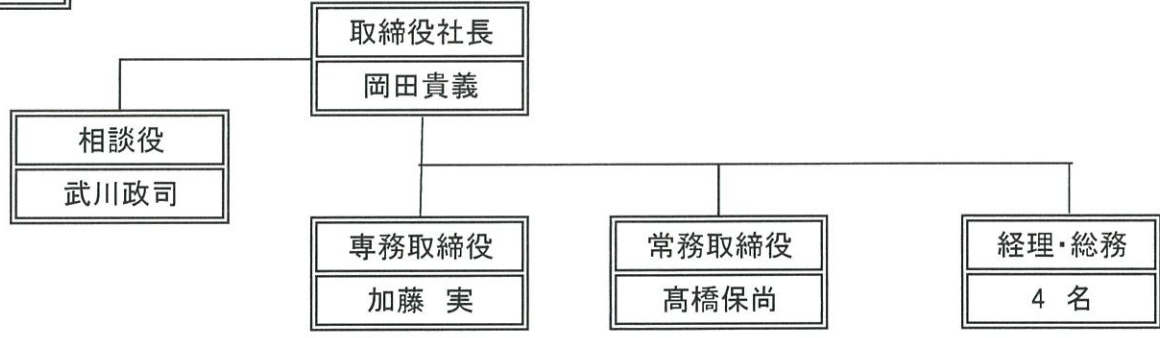 取締役社長
岡田貴義
相談役
武川政司
専務取締役
加藤 実
常務取締役
髙橋保尚
経理・総務
4 名